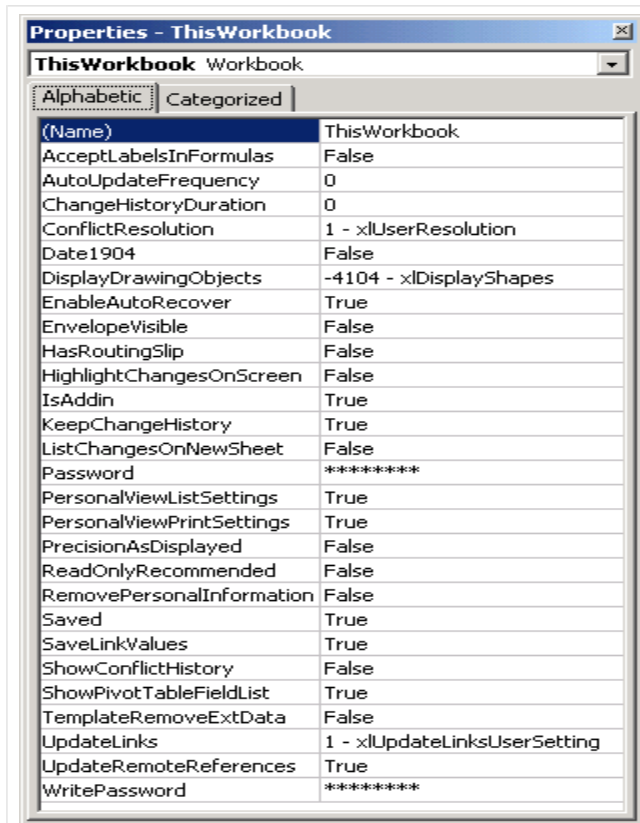 Properties - ThisWorkbook
ThisWorkbook Workbook
Alphabetic Categorized
(Name) ThisWorkbook
AcceptLabelsInFormulas False
AutoUpdateFrequency 0
ChangeHistoryDuration 0
ConflictResolution 1 - xlUserResolution
Date1904 False
DisplayDrawingObjects -4104 - xlDisplayShapes
EnableAutoRecover True
EnvelopeVisible False
HasRoutingSlip False
HighlightChangesOnScreen False
IsAddin True
KeepChangeHistory True
ListChangesOnNewSheet False
Password ********
PersonalViewListSettings True
PersonalViewPrintSettings True
PrecisionAsDisplayed False
ReadOnlyRecommended False
RemovePersonalInformation False
Saved True
SaveLinkValues True
ShowConflictHistory False
ShowPivotTableFieldList True
TemplateRemoveExtData False
UpdateLinks 1 - xlUpdateLinksUserSetting
UpdateRemoteReferences True
WritePassword ********